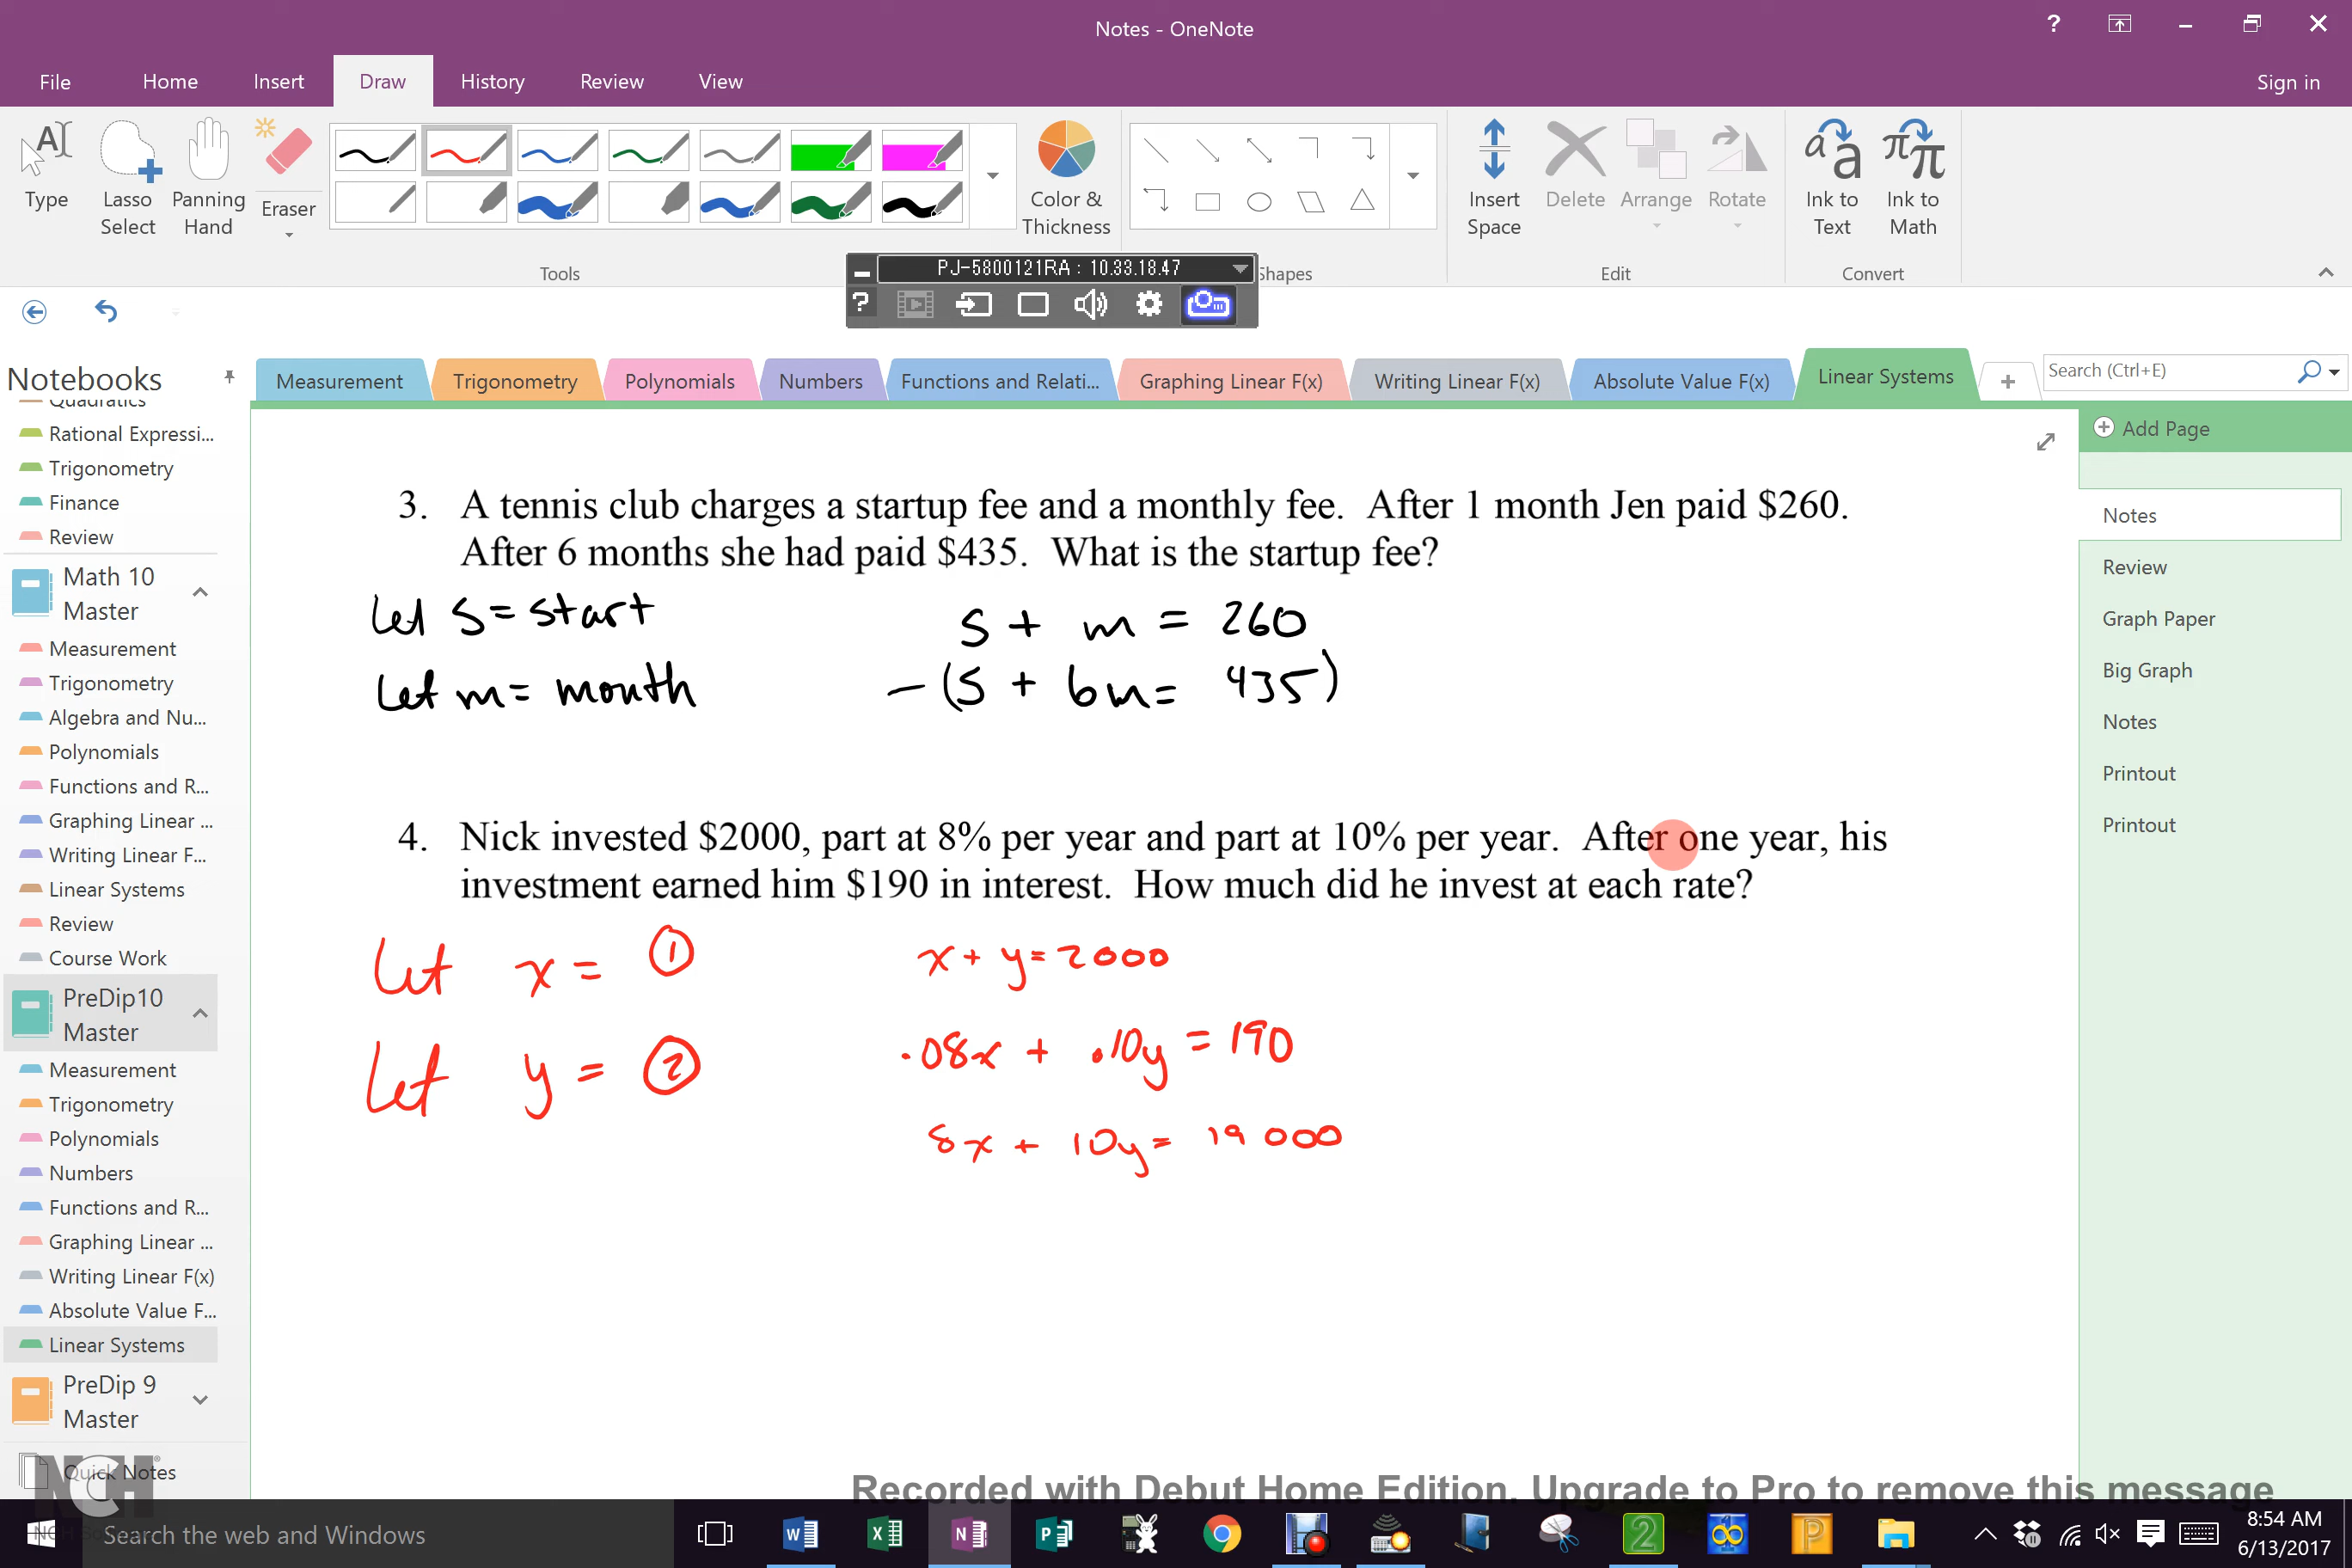 Notes - OneNote
File Home Insert Draw History Review View Sign in
Type
Lasso Select
Panning Hand
Eraser
Color & Thickness
Insert Space
Delete
Arrange
Rotate
Ink to Text
Ink to Math
Tools
Shapes
Edit
Convert
PJ-5800121RA : 10.33.18.47
Notebooks
Measurement Trigonometry Polynomials Numbers Functions and Relati... Graphing Linear F(x) Writing Linear F(x) Absolute Value F(x) Linear Systems
Search (Ctrl+E)
Quadratics
Rational Expressi...
Trigonometry
Finance
Review
Math 10 Master
Measurement
Trigonometry
Algebra and Nu...
Polynomials
Functions and R...
Graphing Linear ...
Writing Linear F...
Linear Systems
Review
Course Work
PreDip10 Master
Measurement
Trigonometry
Polynomials
Numbers
Functions and R...
Graphing Linear ...
Writing Linear F(x)
Absolute Value F...
Linear Systems
PreDip 9 Master
Quick Notes
3. A tennis club charges a startup fee and a monthly fee. After 1 month Jen paid $260.
After 6 months she had paid $435. What is the startup fee?
Let s = start
s + m = 260
Let m = month
- (s + 6m = 435)
4. Nick invested $2000, part at 8% per year and part at 10% per year. After one year, his
investment earned him $190 in interest. How much did he invest at each rate?
Let x = ①
x + y = 2000
.08x + .10y = 190
Let y = ②
8x + 10y = 19 000
Add Page
Notes
Review
Graph Paper
Big Graph
Notes
Printout
Printout
NCH
Recorded with Debut Home Edition. Upgrade to Pro to remove this message
Search the web and Windows
8:54 AM
6/13/2017